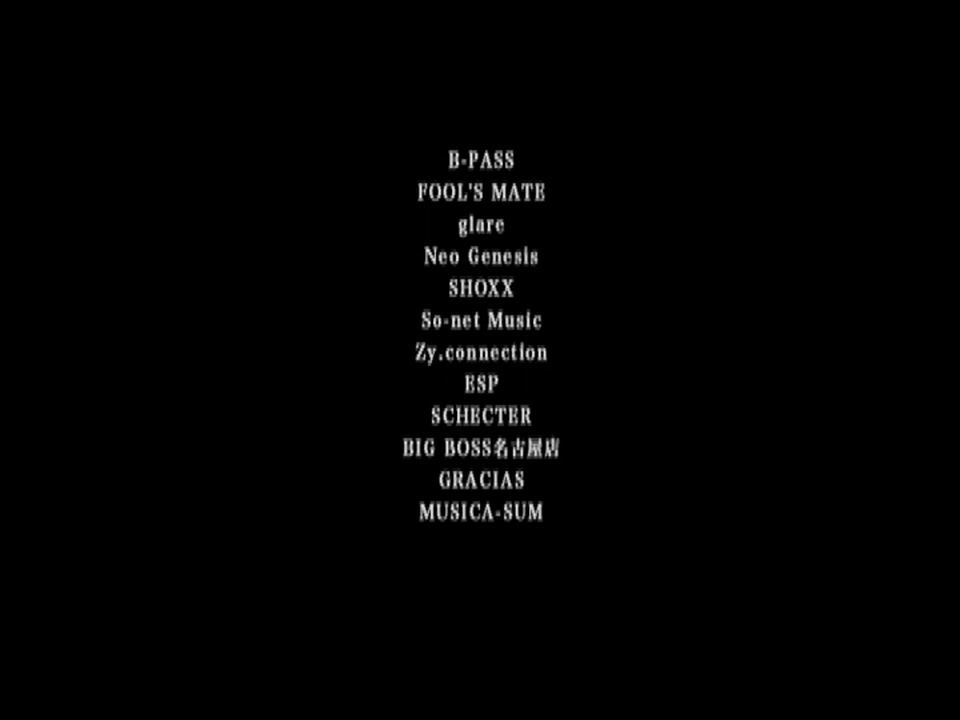 B-PASS
FOOL'S MATE
glare
Neo Genesis
SHOXX
So-net Music
Zy.connection
ESP
SCHECTER
BIG BOSS名古屋店
GRACIAS
MUSICA-SUM